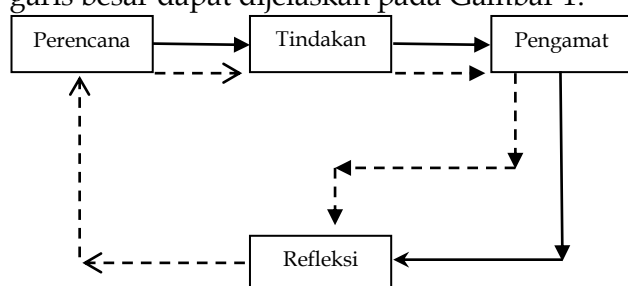 garis besar dapat dijelaskan pada Gambar 1.
Perencana
Tindakan
Pengamat
Refleksi